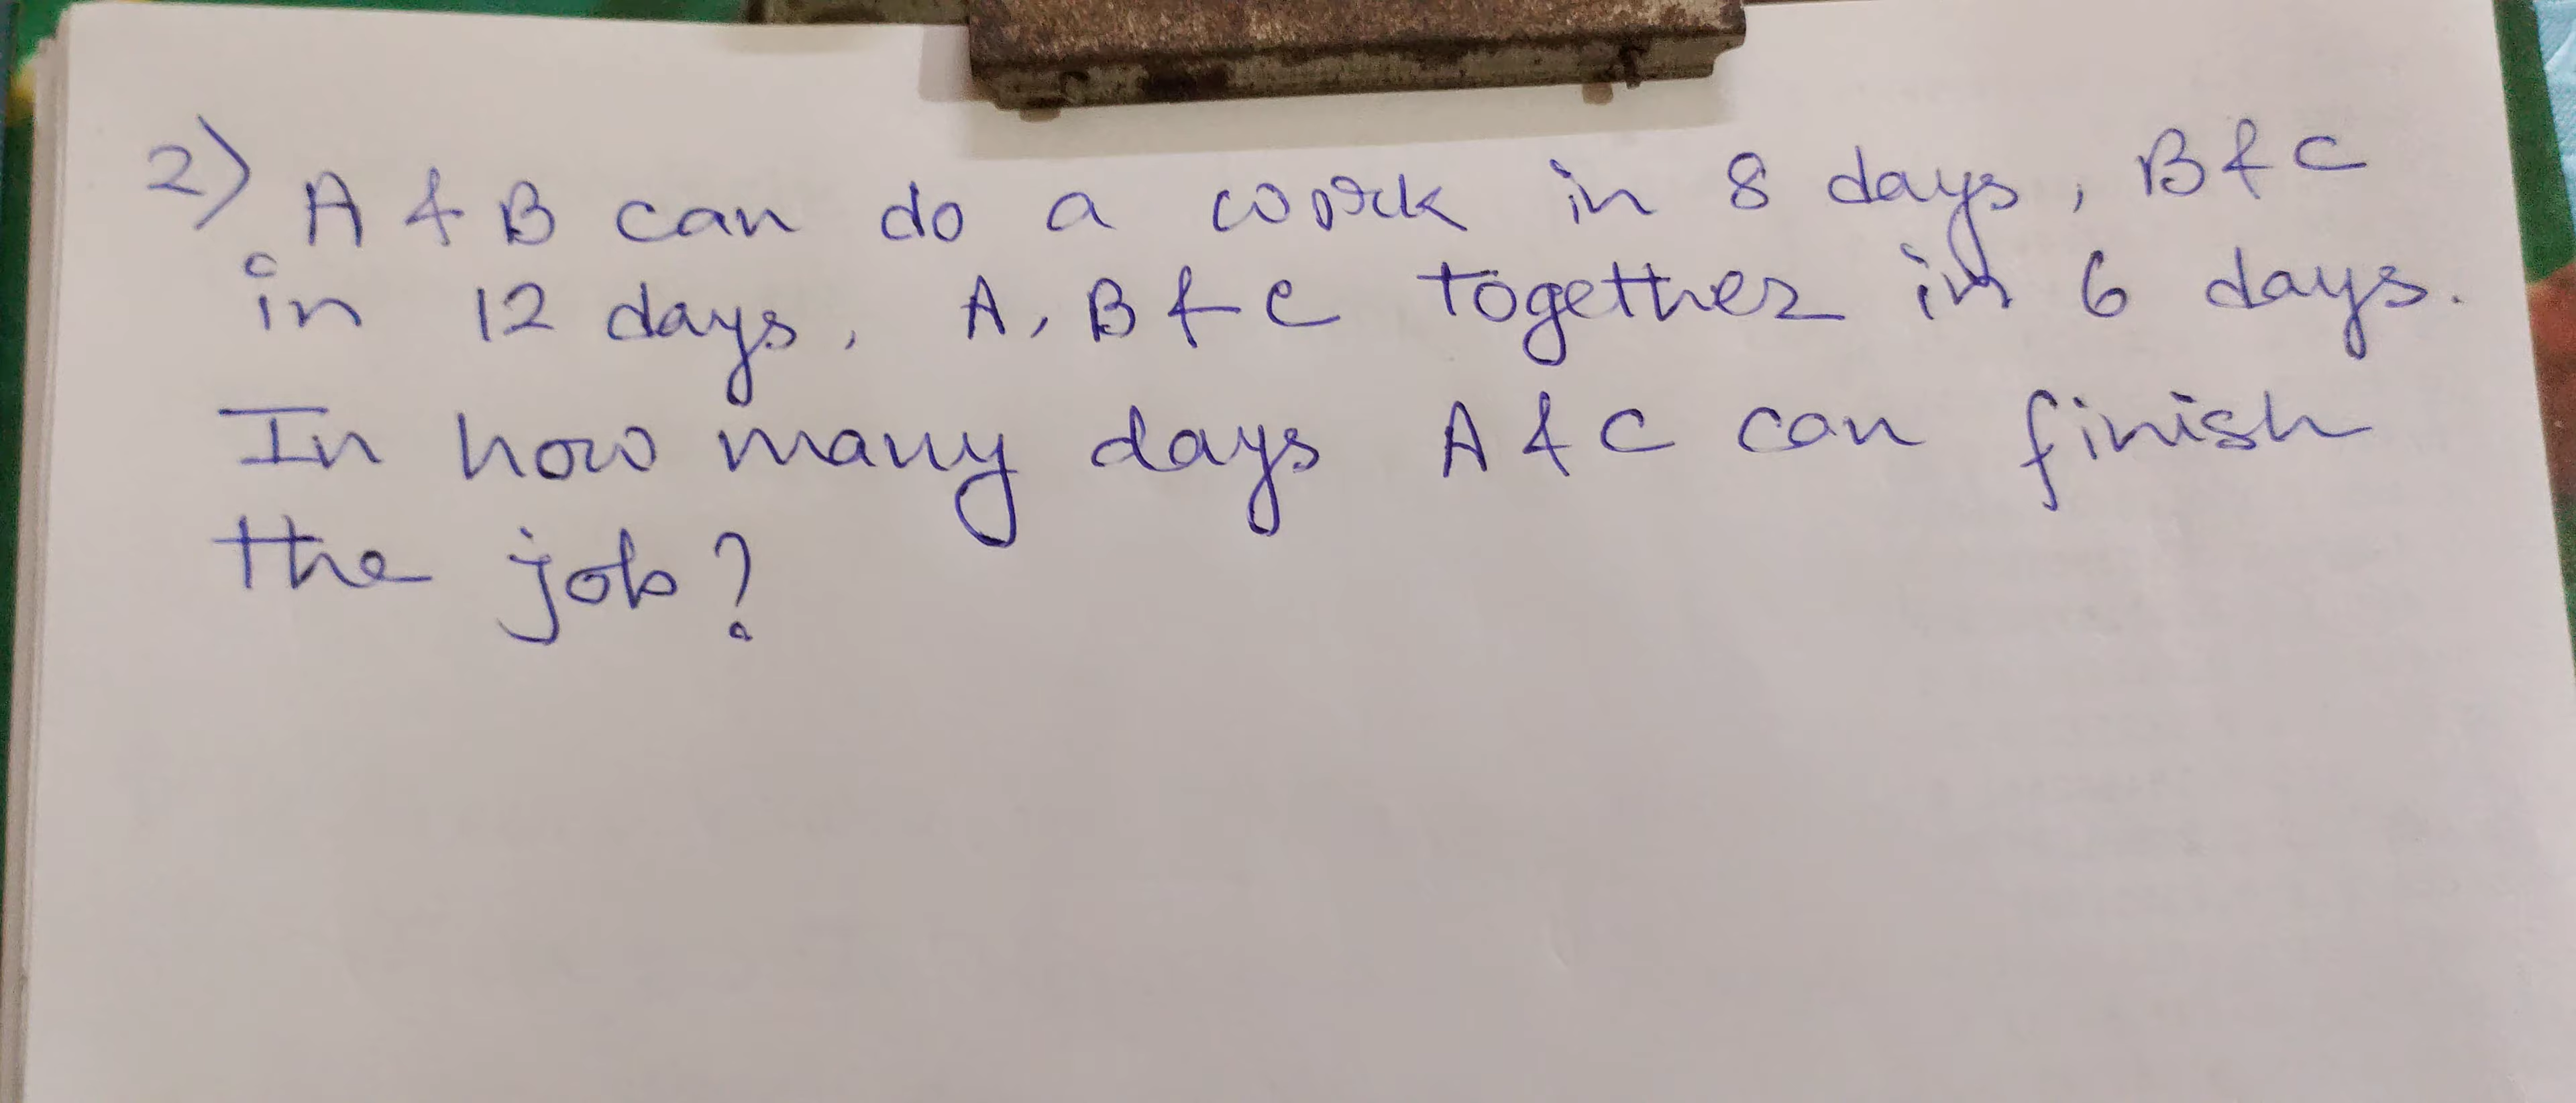 2) A & B can do a work in 8 days, B & C
in 12 days, A, B & C together in 6 days.
In how many days A & C can finish
the job?